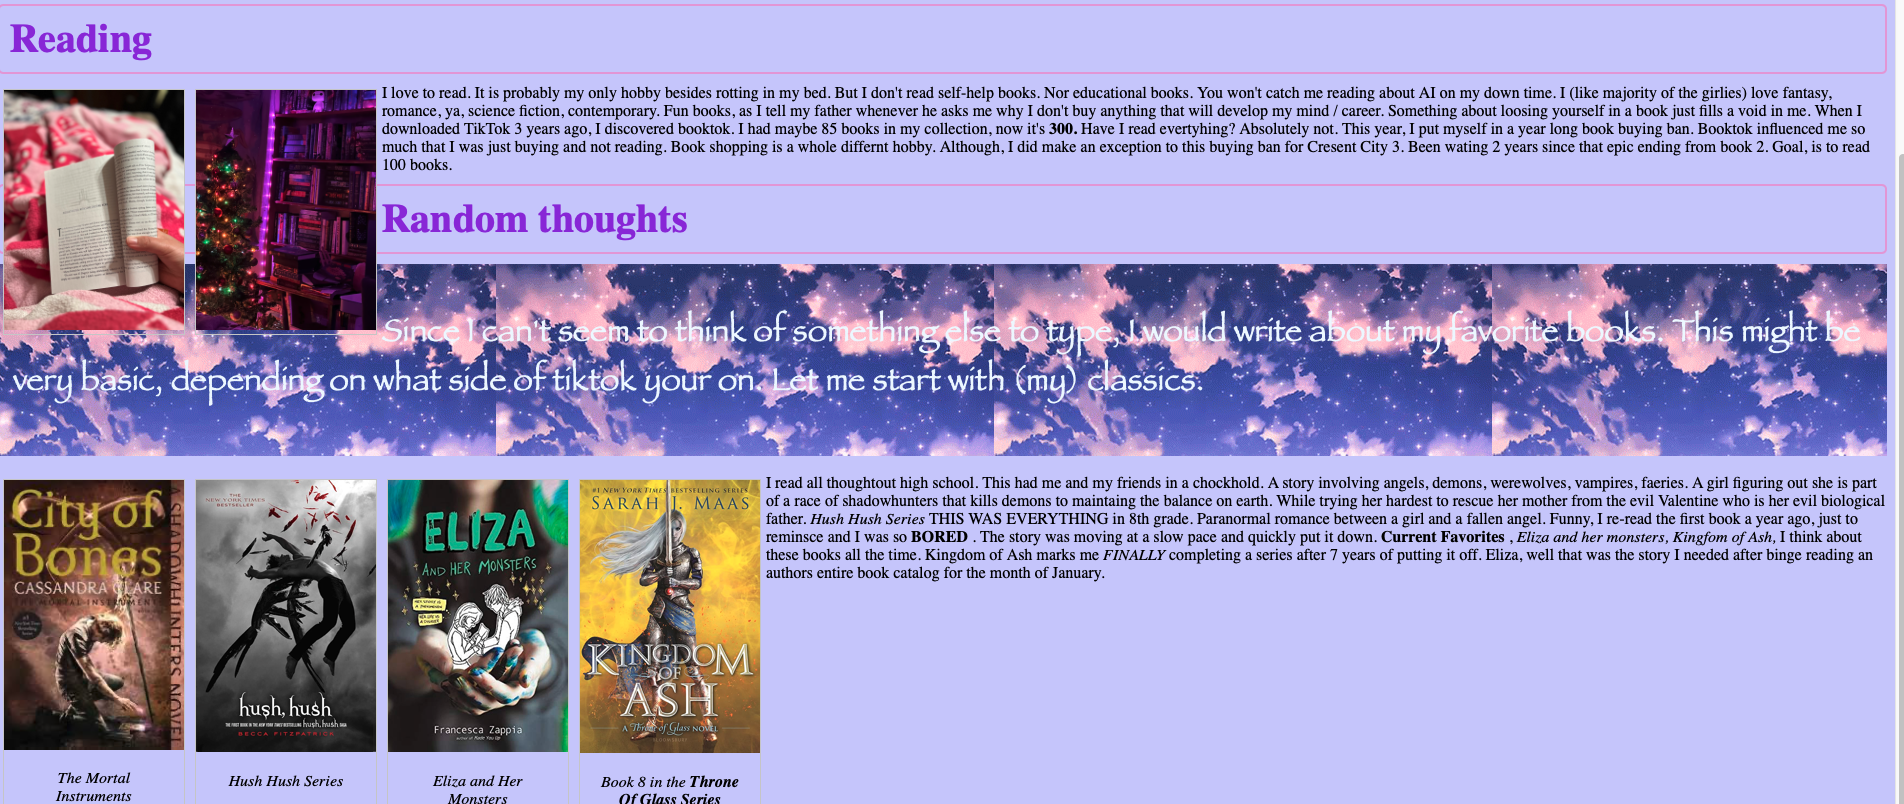 Reading
I love to read. It is probably my only hobby besides rotting in my bed. But I don't read self-help books. Nor educational books. You won't catch me reading about AI on my down time. I (like majority of the girlies) love fantasy,
romance, ya, science fiction, contemporary. Fun books, as I tell my father whenever he asks me why I don't buy anything that will develop my mind / career. Something about loosing yourself in a book just fills a void in me. When I
downloaded TikTok 3 years ago, I discovered booktok. I had maybe 85 books in my collection, now it's 300. Have I read evertyhing? Absolutely not. This year, I put myself in a year long book buying ban. Booktok influenced me so
much that I was just buying and not reading. Book shopping is a whole differnt hobby. Although, I did make an exception to this buying ban for Cresent City 3. Been wating 2 years since that epic ending from book 2. Goal, is to read
100 books.
Random thoughts
Since I can't seem to think of something else to type, I would write about my favorite books. This might be
very basic, depending on what side of tiktok your on. Let me start with (my) classics.
I read all thoughtout high school. This had me and my friends in a chockhold. A story involving angels, demons, werewolves, vampires, faeries. A girl figuring out she is part
of a race of shadowhunters that kills demons to maintaing the balance on earth. While trying her hardest to rescue her mother from the evil Valentine who is her evil biological
father. Hush Hush Series THIS WAS EVERYTHING in 8th grade. Paranormal romance between a girl and a fallen angel. Funny, I re-read the first book a year ago, just to
reminsce and I was so BORED . The story was moving at a slow pace and quickly put it down. Current Favorites , Eliza and her monsters, Kingfom of Ash, I think about
these books all the time. Kingdom of Ash marks me FINALLY completing a series after 7 years of putting it off. Eliza, well that was the story I needed after binge reading an
authors entire book catalog for the month of January.
City of
Bones
CASSANDRA CLARE
THE MORTAL INSTRUMENTS
A SHADOWHUNTERS NOVEL
The Mortal
Instruments
THE
NEW YORK TIMES
BESTSELLER
hush, hush
THE FIRST BOOK IN THE NEW YORK TIMES BESTSELLING hush, hush SAGA
BECCA FITZPATRICK
Hush Hush Series
ELIZA
AND HER MONSTERS
Francesca Zappia
author of Made You Up
Eliza and Her
Monsters
#1 NEW YORK TIMES BESTSELLING SERIES
SARAH J. MAAS
KINGDOM
OF
ASH
A Throne of Glass NOVEL
BLOOMSBURY
Book 8 in the Throne
Of Glass Series